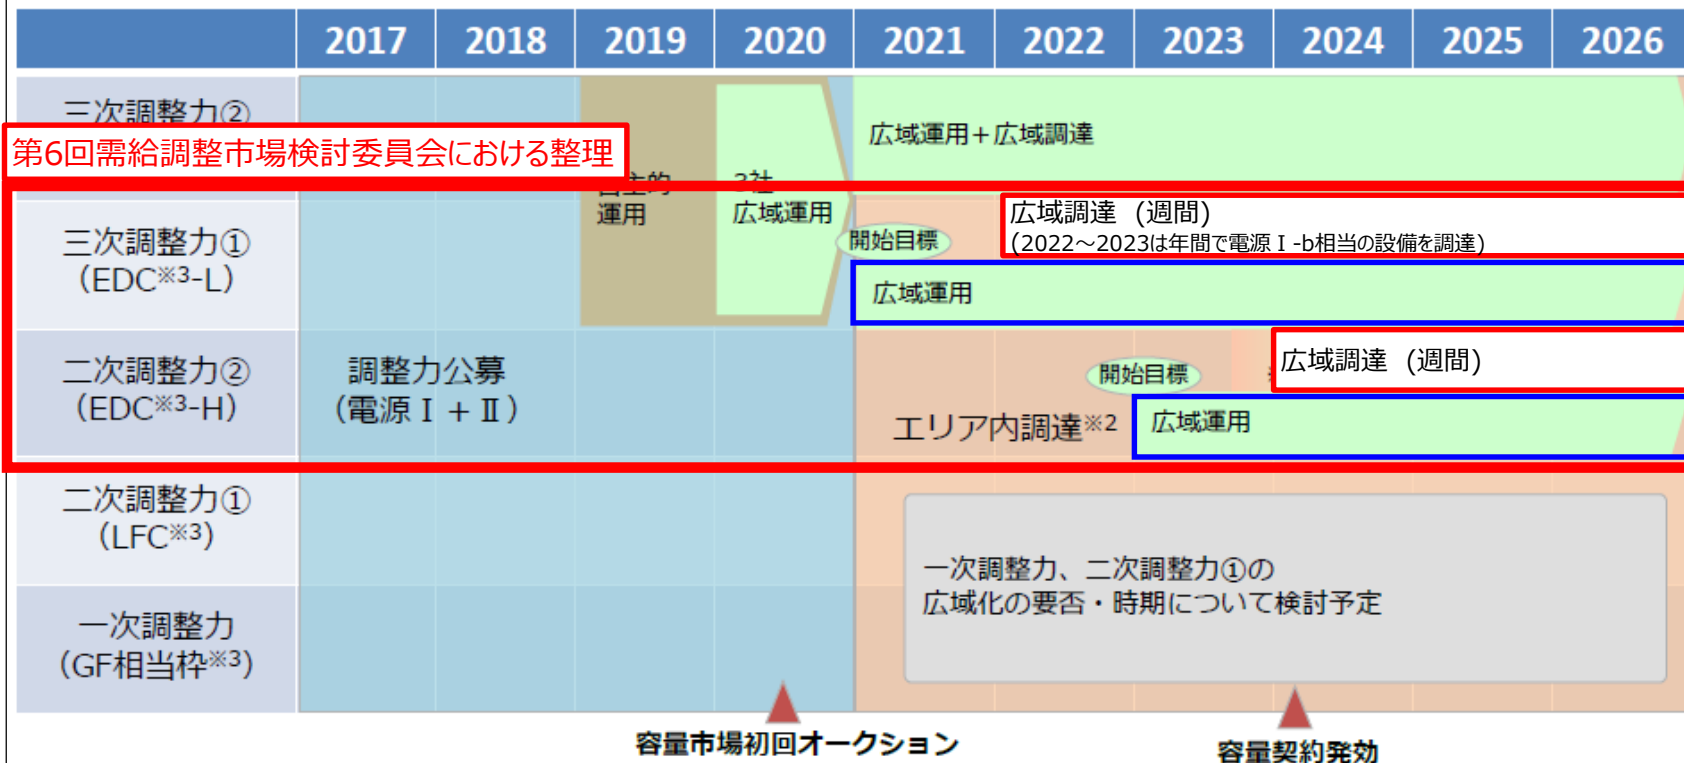 2017 2018 2019 2020 2021 2022 2023 2024 2025 2026
三次調整力②
第6回需給調整市場検討委員会における整理
広域運用+広域調達
自主的
運用
3社
広域運用
三次調整力①
(EDC※3-L)
開始目標
広域調達 (週間)
(2022~2023は年間で電源Ⅰ-b相当の設備を調達)
広域運用
二次調整力②
(EDC※3-H)
調整力公募
(電源Ⅰ+Ⅱ)
開始目標
広域調達 (週間)
エリア内調達※2
広域運用
二次調整力①
(LFC※3)
一次調整力、二次調整力①の
広域化の要否・時期について検討予定
一次調整力
(GF相当枠※3)
容量市場初回オークション
容量契約発効